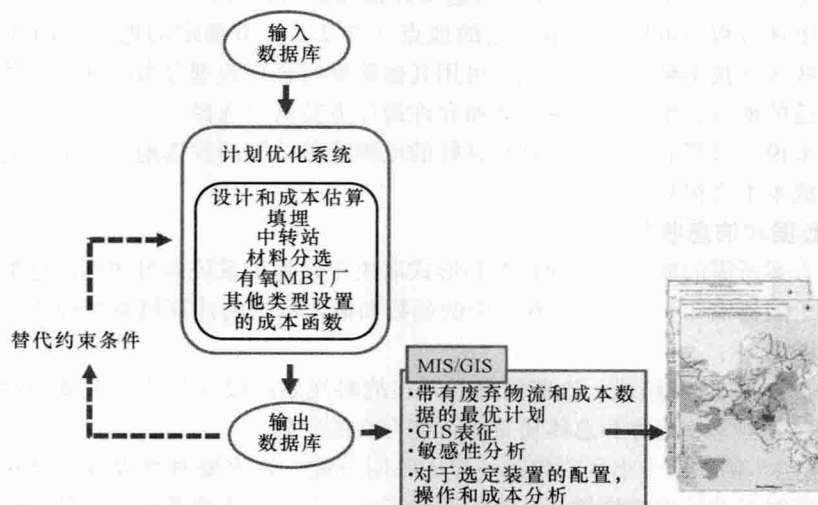 输入
数据库
计划优化系统
设计和成本估算
填埋
中转站
材料分选
有氧MBT厂
其他类型设置
的成本函数
替代约束条件
输出
数据库
MIS/GIS
·带有废弃物流和成本数
据的最优计划
·GIS表征
·敏感性分析
·对于选定装置的配置，
操作和成本分析